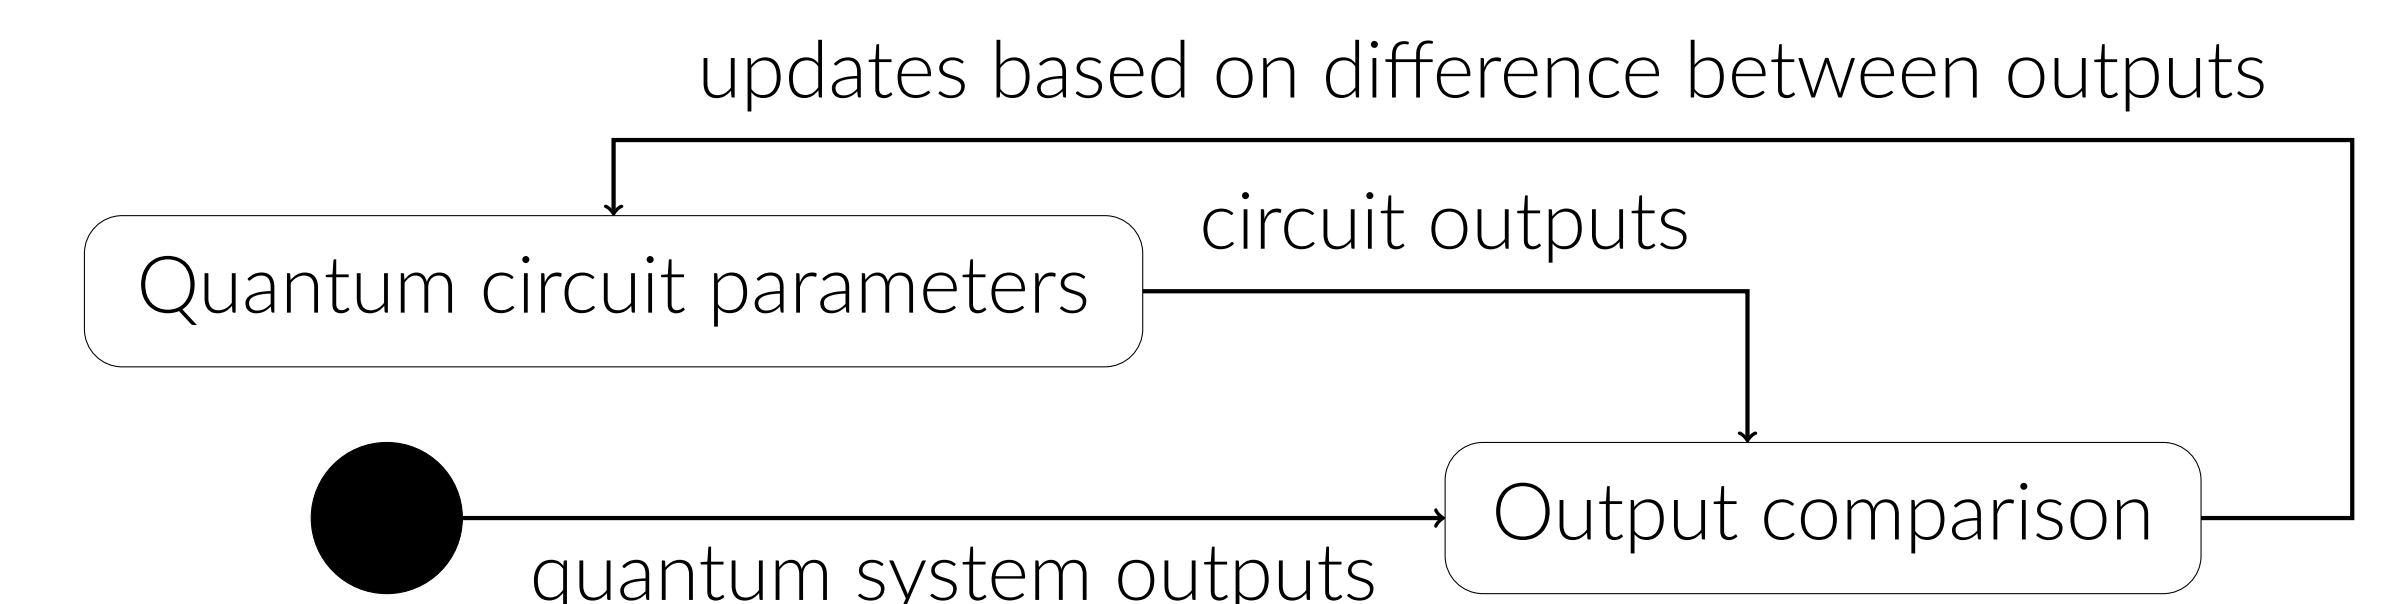 updates based on difference between outputs
circuit outputs
Quantum circuit parameters
Output comparison
quantum system outputs